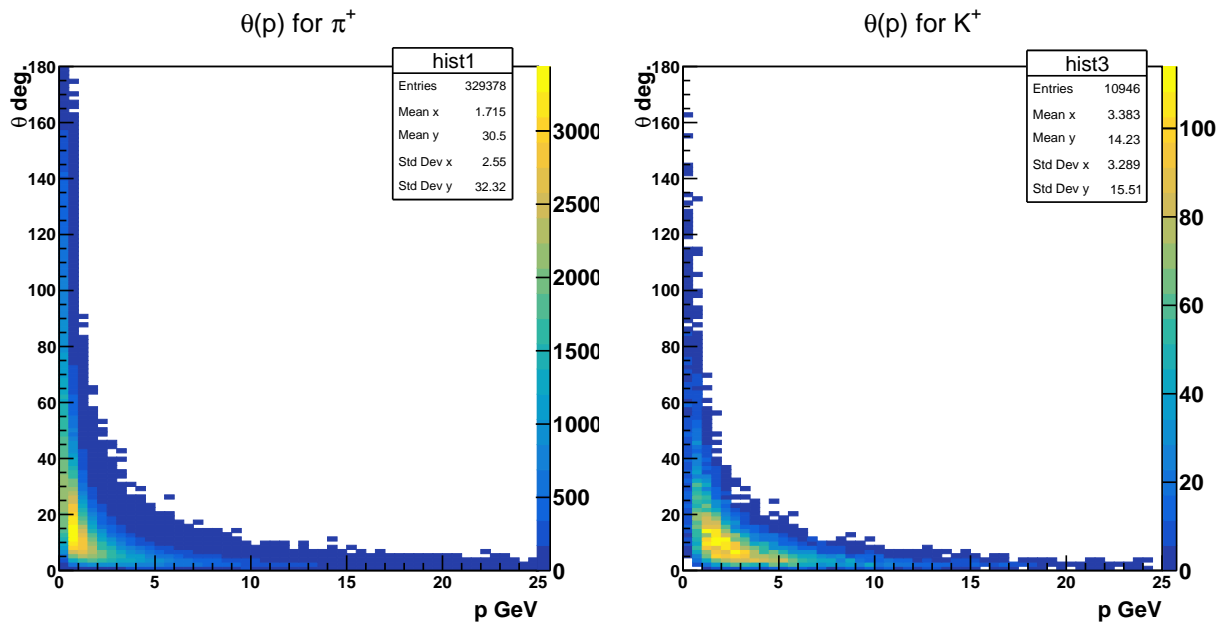 θ(p) for π⁺
θ deg.
180
160
140
120
100
80
60
40
20
0
0 5 10 15 20 25
p GeV
hist1
Entries 329378
Mean x 1.715
Mean y 30.5
Std Dev x 2.55
Std Dev y 32.32
3000
2500
2000
1500
1000
500
0
θ(p) for K⁺
θ deg.
180
160
140
120
100
80
60
40
20
0
0 5 10 15 20 25
p GeV
hist3
Entries 10946
Mean x 3.383
Mean y 14.23
Std Dev x 3.289
Std Dev y 15.51
100
80
60
40
20
0